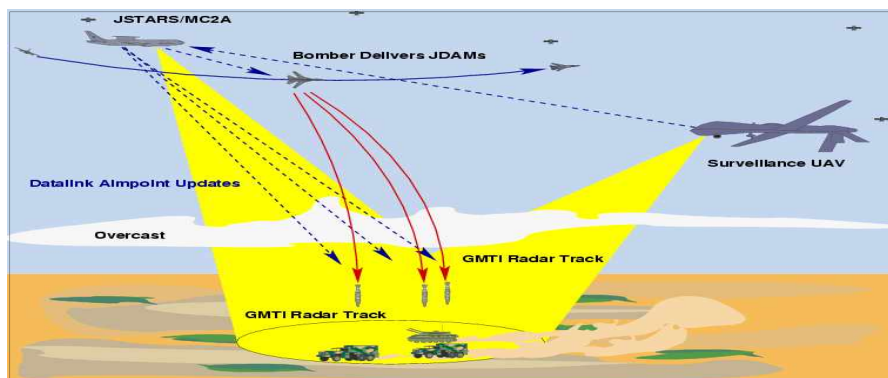 JSTARS/MC2A
Bomber Delivers JDAMs
Surveillance UAV
Datalink Aimpoint Updates
Overcast
GMTI Radar Track
GMTI Radar Track